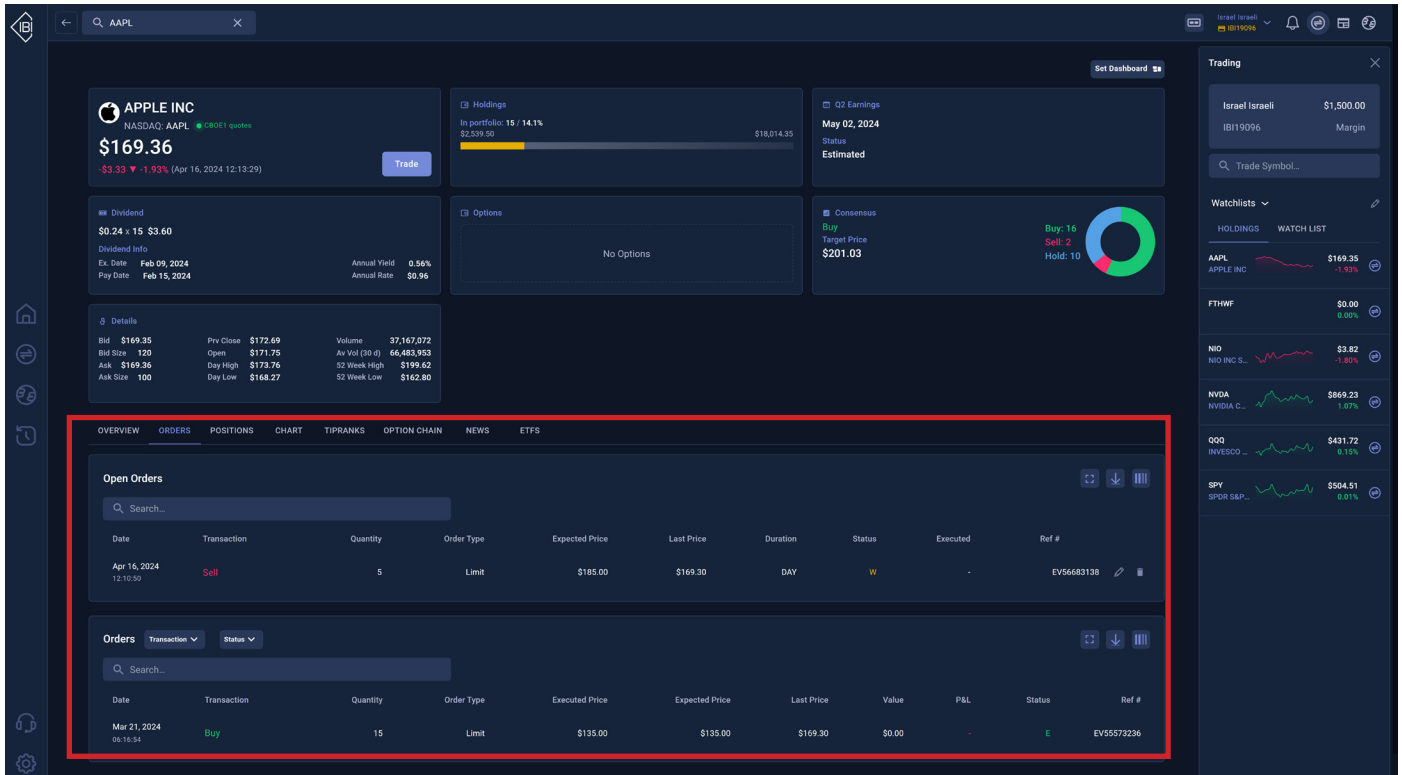 IBI
AAPL
Israel Israeli
IBI19096
Set Dashboard
APPLE INC
NASDAQ: AAPL CBOE1 quotes
$169.36
-$3.33 ▼ -1.93% (Apr 16, 2024 12:13:29)
Trade
Holdings
In portfolio: 15 / 14.1%
$2,539.50 $18,014.35
Q2 Earnings
May 02, 2024
Status
Estimated
Dividend
$0.24 x 15 $3.60
Dividend Info
Ex. Date Feb 09, 2024 Annual Yield 0.56%
Pay Date Feb 15, 2024 Annual Rate $0.96
Options
No Options
Consensus
Buy
Target Price
$201.03
Buy: 16
Sell: 2
Hold: 10
Details
Bid $169.35 Prv Close $172.69 Volume 37,167,072
Bid Size 120 Open $171.75 Av Vol (30 d) 66,483,953
Ask $169.36 Day High $173.76 52 Week High $199.62
Ask Size 100 Day Low $168.27 52 Week Low $162.80
OVERVIEW ORDERS POSITIONS CHART TIPRANKS OPTION CHAIN NEWS ETFS
Open Orders
Search...
Date Transaction Quantity Order Type Expected Price Last Price Duration Status Executed Ref #
Apr 16, 2024 Sell 5 Limit $185.00 $169.30 DAY W - EV56683138
12:10:50
Orders Transaction Status
Search...
Date Transaction Quantity Order Type Executed Price Expected Price Last Price Value P&L Status Ref #
Mar 21, 2024 Buy 15 Limit $135.00 $135.00 $169.30 $0.00 - E EV55573236
06:16:54
Trading
Israel Israeli $1,500.00
IBI19096 Margin
Trade Symbol...
Watchlists
HOLDINGS WATCH LIST
AAPL $169.35
APPLE INC -1.93%
FTHWF $0.00
0.00%
NIO $3.82
NIO INC S... -1.80%
NVDA $869.23
NVIDIA C... 1.07%
QQQ $431.72
INVESCO ... 0.15%
SPY $504.51
SPDR S&P... 0.01%